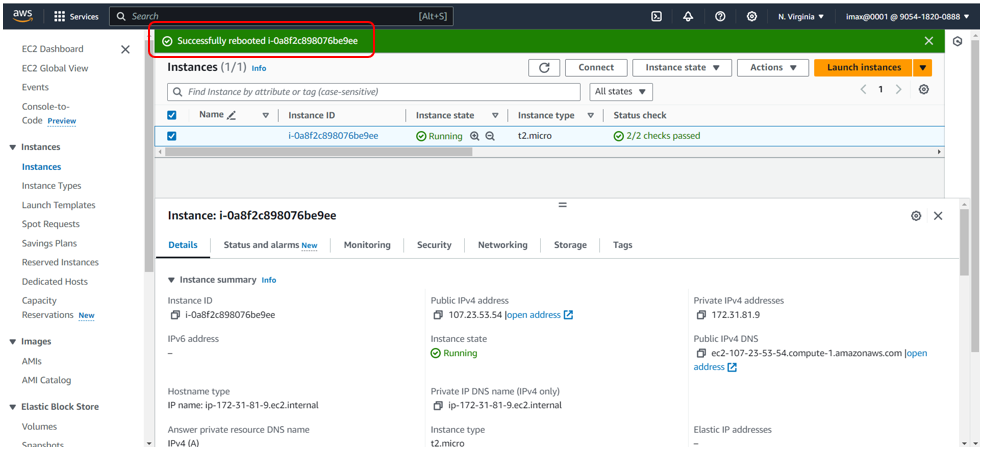 aws
Services
Search
[Alt+S]
N. Virginia
imax@0001 @ 9054-1820-0888
EC2 Dashboard
EC2 Global View
Events
Console-to-
Code Preview
Instances
Instances
Instance Types
Launch Templates
Spot Requests
Savings Plans
Reserved Instances
Dedicated Hosts
Capacity
Reservations New
Images
AMIs
AMI Catalog
Elastic Block Store
Volumes
Snapshots
Successfully rebooted i-0a8f2c898076be9ee
Instances (1/1) Info
Connect
Instance state
Actions
Launch instances
Find Instance by attribute or tag (case-sensitive)
All states
1
Name
Instance ID
Instance state
Instance type
Status check
i-0a8f2c898076be9ee
Running
t2.micro
2/2 checks passed
Instance: i-0a8f2c898076be9ee
Details
Status and alarms New
Monitoring
Security
Networking
Storage
Tags
Instance summary Info
Instance ID
i-0a8f2c898076be9ee
Public IPv4 address
107.23.53.54 |open address
Private IPv4 addresses
172.31.81.9
IPv6 address
–
Instance state
Running
Public IPv4 DNS
ec2-107-23-53-54.compute-1.amazonaws.com |open
address
Hostname type
IP name: ip-172-31-81-9.ec2.internal
Private IP DNS name (IPv4 only)
ip-172-31-81-9.ec2.internal
Answer private resource DNS name
IPv4 (A)
Instance type
t2.micro
Elastic IP addresses
–